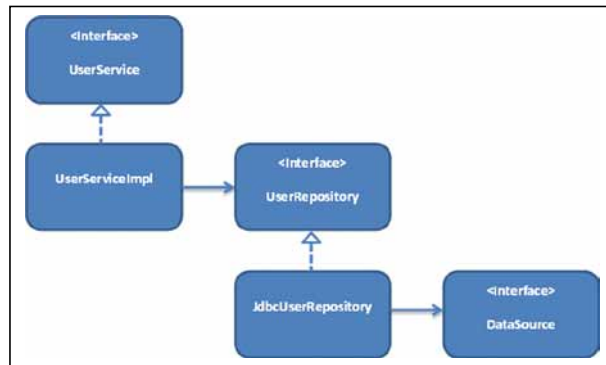 <Interface>
UserService
UserServiceImpl
<Interface>
UserRepository
JdbcUserRepository
<Interface>
DataSource